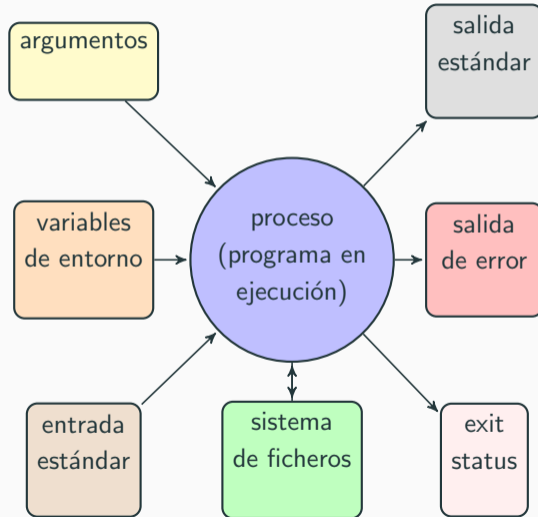 argumentos
salida
estándar
variables
de entorno
proceso
(programa en
ejecución)
salida
de error
entrada
estándar
sistema
de ficheros
exit
status